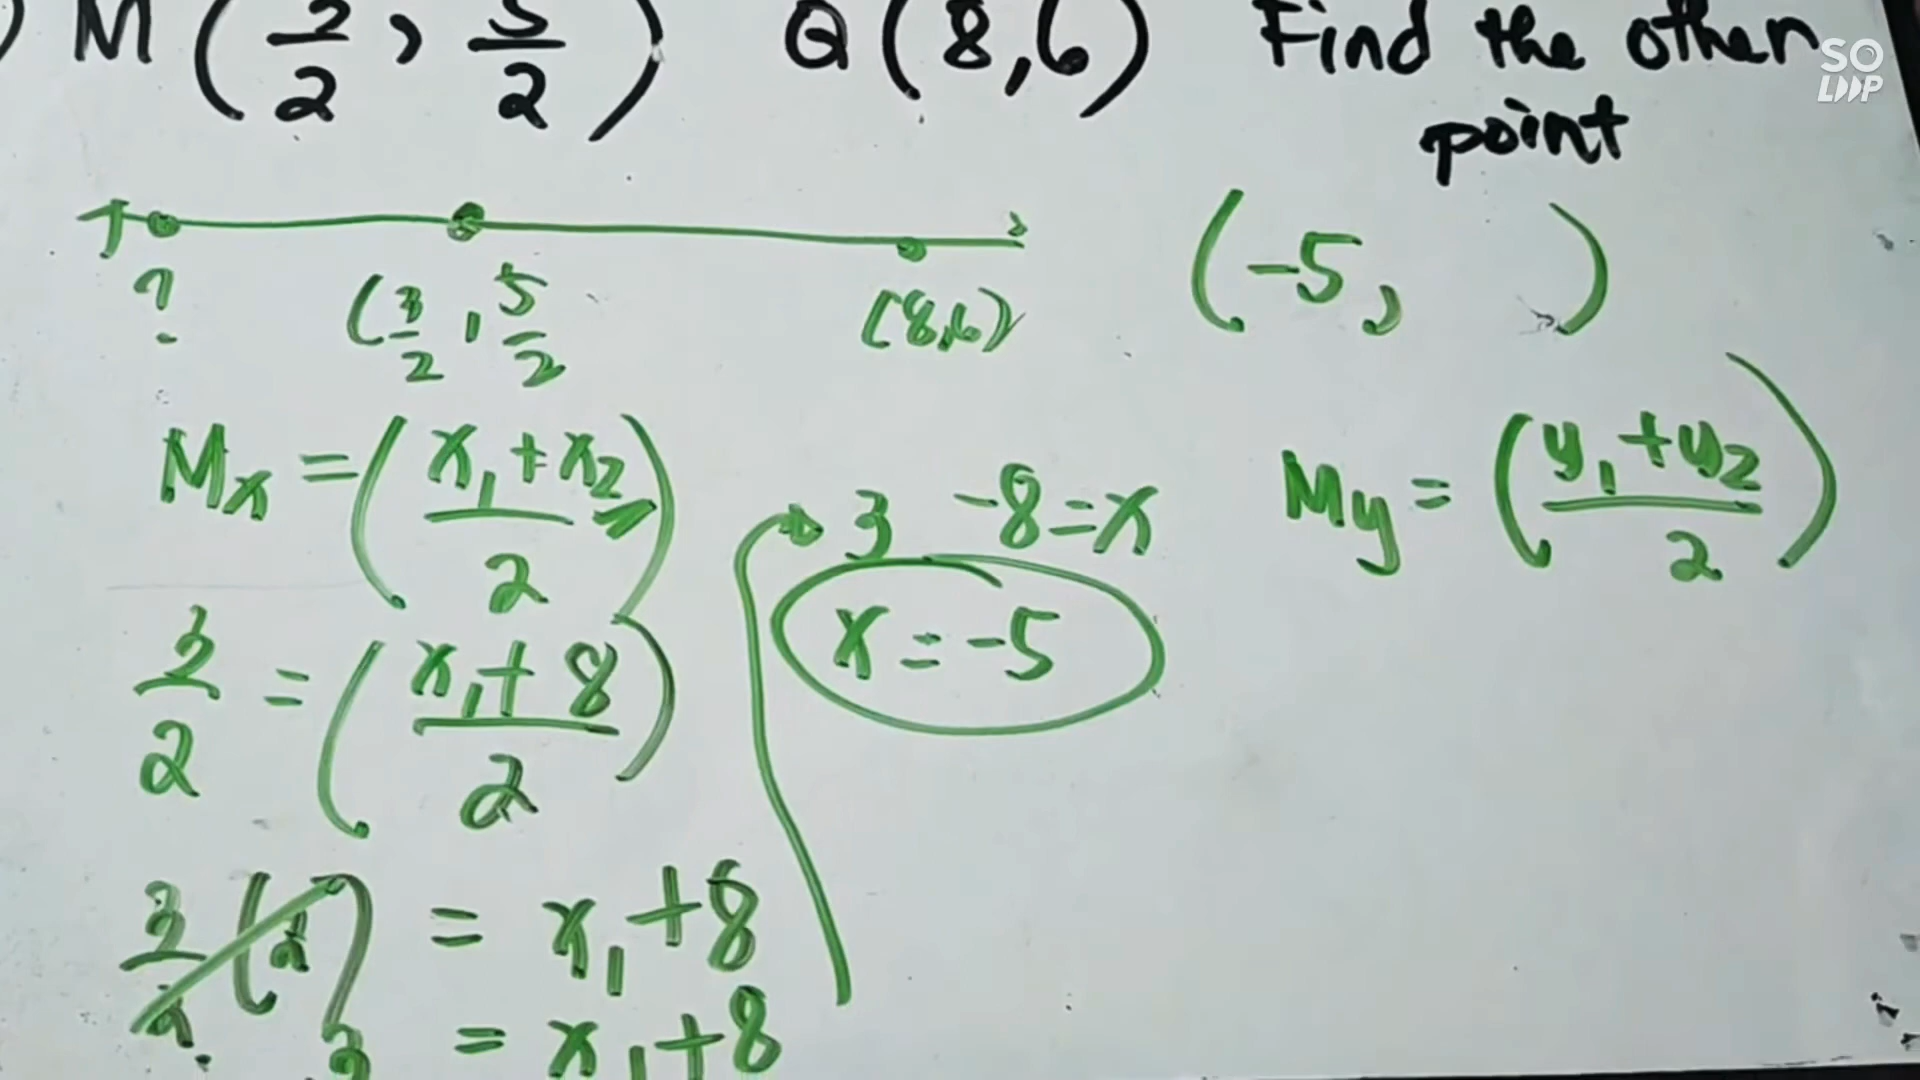 M ( 3/2 , 5/2 ) Q (8,6) Find the other
point
SO
LOOP
(-5, )
? (3/2 , 5/2 (8,6)
Mx = ( x₁+x₂ / 2 )
3 -8=x
My = ( y₁+y₂ / 2 )
x = -5
3/2 = ( x₁+8 / 2 )
3/2 (2) = x₁+8
3 = x₁+8